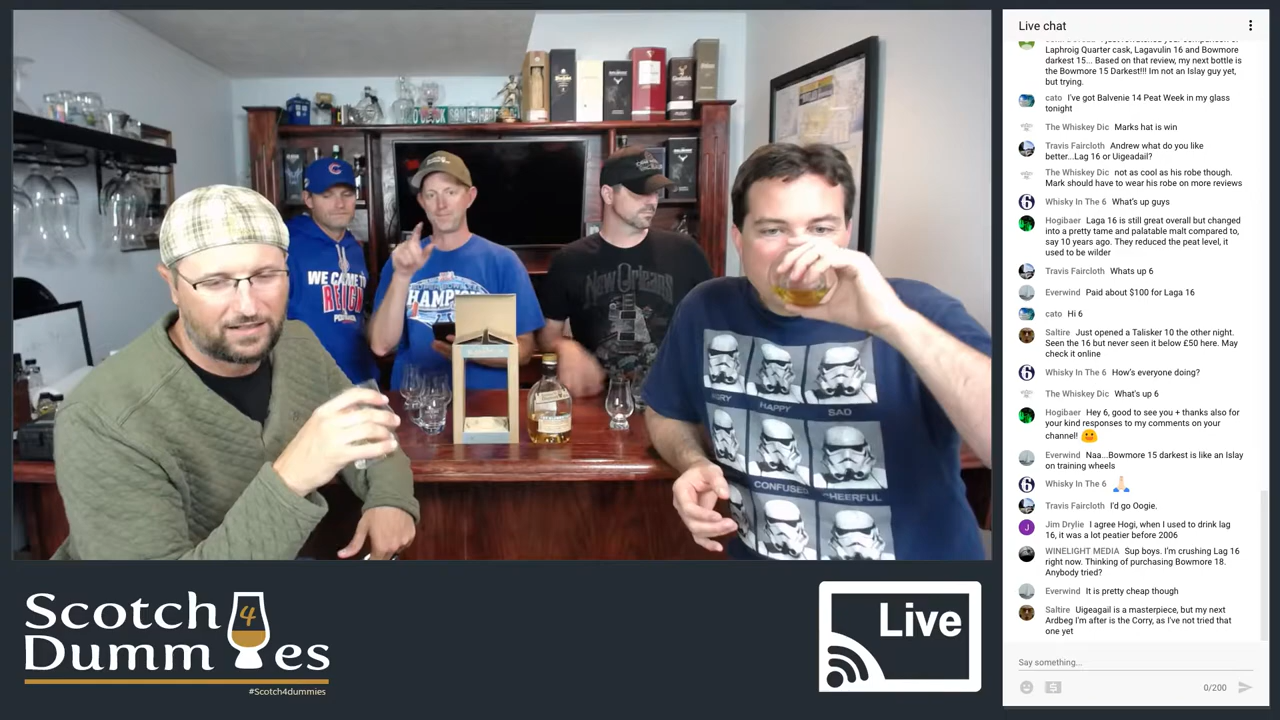 WE CAME TO
REIGN
CHAMPIONS
New Orleans
ANGRY HAPPY SAD
CONFUSED CHEERFUL
Scotch 4
Dummies
#Scotch4dummies
Live
Live chat
Laphroig Quarter cask, Lagavulin 16 and Bowmore
darkest 15... Based on that review, my next bottle is
the Bowmore 15 Darkest!!! Im not an Islay guy yet,
but trying.
cato I've got Balvenie 14 Peat Week in my glass
tonight
The Whiskey Dic Marks hat is win
Travis Faircloth Andrew what do you like
better...Lag 16 or Uigeadail?
The Whiskey Dic not as cool as his robe though.
Mark should have to wear his robe on more reviews
Whisky In The 6 What's up guys
Hogibaer Laga 16 is still great overall but changed
into a pretty tame and palatable malt compared to,
say 10 years ago. They reduced the peat level, it
used to be wilder
Travis Faircloth Whats up 6
Everwind Paid about $100 for Laga 16
cato Hi 6
Saltire Just opened a Talisker 10 the other night.
Seen the 16 but never seen it below £50 here. May
check it online
Whisky In The 6 How's everyone doing?
The Whiskey Dic What's up 6
Hogibaer Hey 6, good to see you + thanks also for
your kind responses to my comments on your
channel!
Everwind Naa...Bowmore 15 darkest is like an Islay
on training wheels
Whisky In The 6
Travis Faircloth I'd go Oogie.
Jim Drylie I agree Hogi, when I used to drink lag
16, it was a lot peatier before 2006
WINELIGHT MEDIA Sup boys. I'm crushing Lag 16
right now. Thinking of purchasing Bowmore 18.
Anybody tried?
Everwind It is pretty cheap though
Saltire Uigeagail is a masterpiece, but my next
Ardbeg I'm after is the Corry, as I've not tried that
one yet
Say something...
0/200